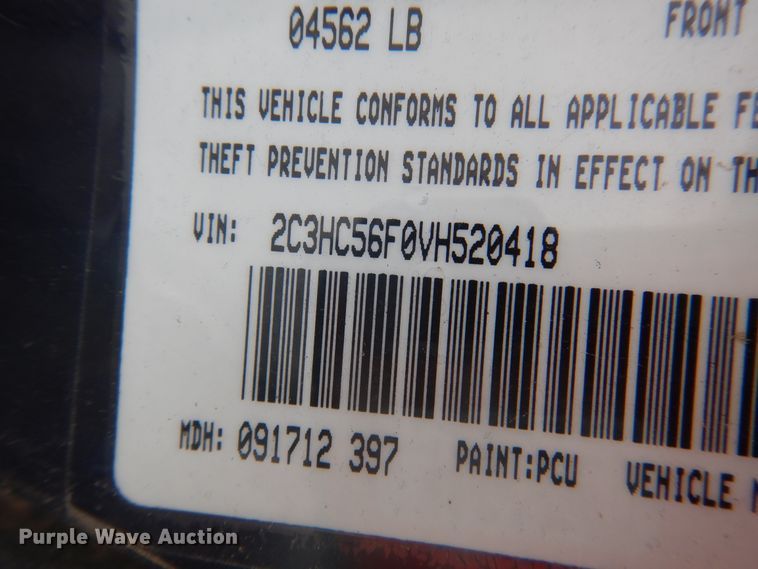 04562 LB FRONT
THIS VEHICLE CONFORMS TO ALL APPLICABLE
THEFT PREVENTION STANDARDS IN EFFECT ON
VIN: 2C3HC56F0VH520418
MDH: 091712 397 PAINT:PCU VEHICLE
Purple Wave Auction